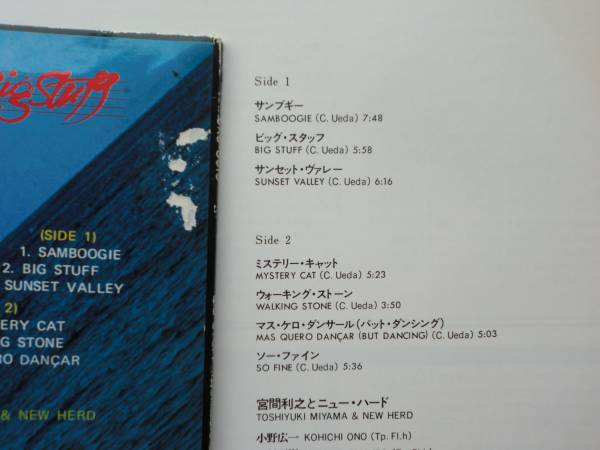 Big Stuff
(SIDE 1)
1. SAMBOOGIE
2. BIG STUFF
SUNSET VALLEY
2)
CAT
STONE
DANÇAR
& NEW HERD
Side 1
サンブギー
SAMBOOGIE (C. Ueda) 7:48
ビッグ・スタッフ
BIG STUFF (C. Ueda) 5:58
サンセット・ヴァレー
SUNSET VALLEY (C. Ueda) 6:16
Side 2
ミステリー・キャット
MYSTERY CAT (C. Ueda) 5:23
ウォーキング・ストーン
WALKING STONE (C. Ueda) 3:50
マス・ケロ・ダンサール(バット・ダンシング)
MAS QUERO DANÇAR (BUT DANCING) (C. Ueda) 5:03
ソー・ファイン
SO FINE (C. Ueda) 5:36
宮間利之とニュー・ハード
TOSHIYUKI MIYAMA & NEW HERD
小野広一 KOHICHI ONO (Tp. Fl.h)